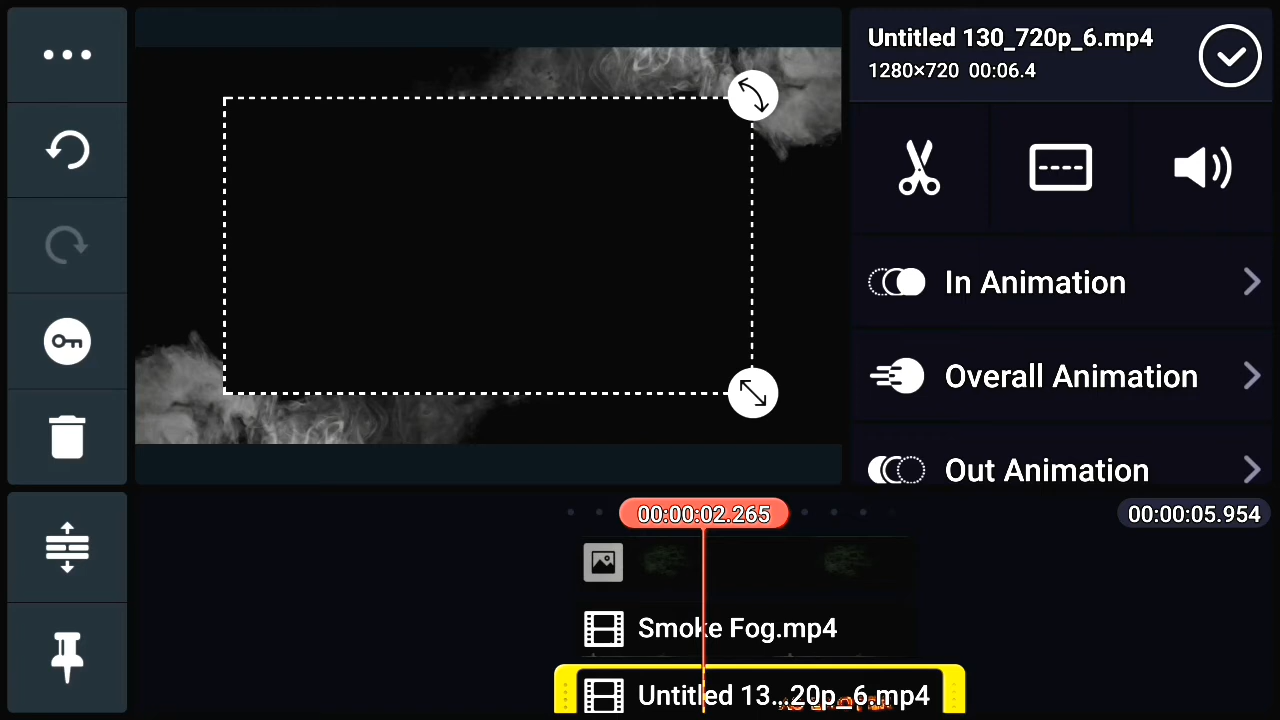 Untitled 130_720p_6.mp4
1280×720 00:06.4
In Animation
Overall Animation
Out Animation
00:00:02.265
00:00:05.954
Smoke Fog.mp4
Untitled 13...20p_6.mp4